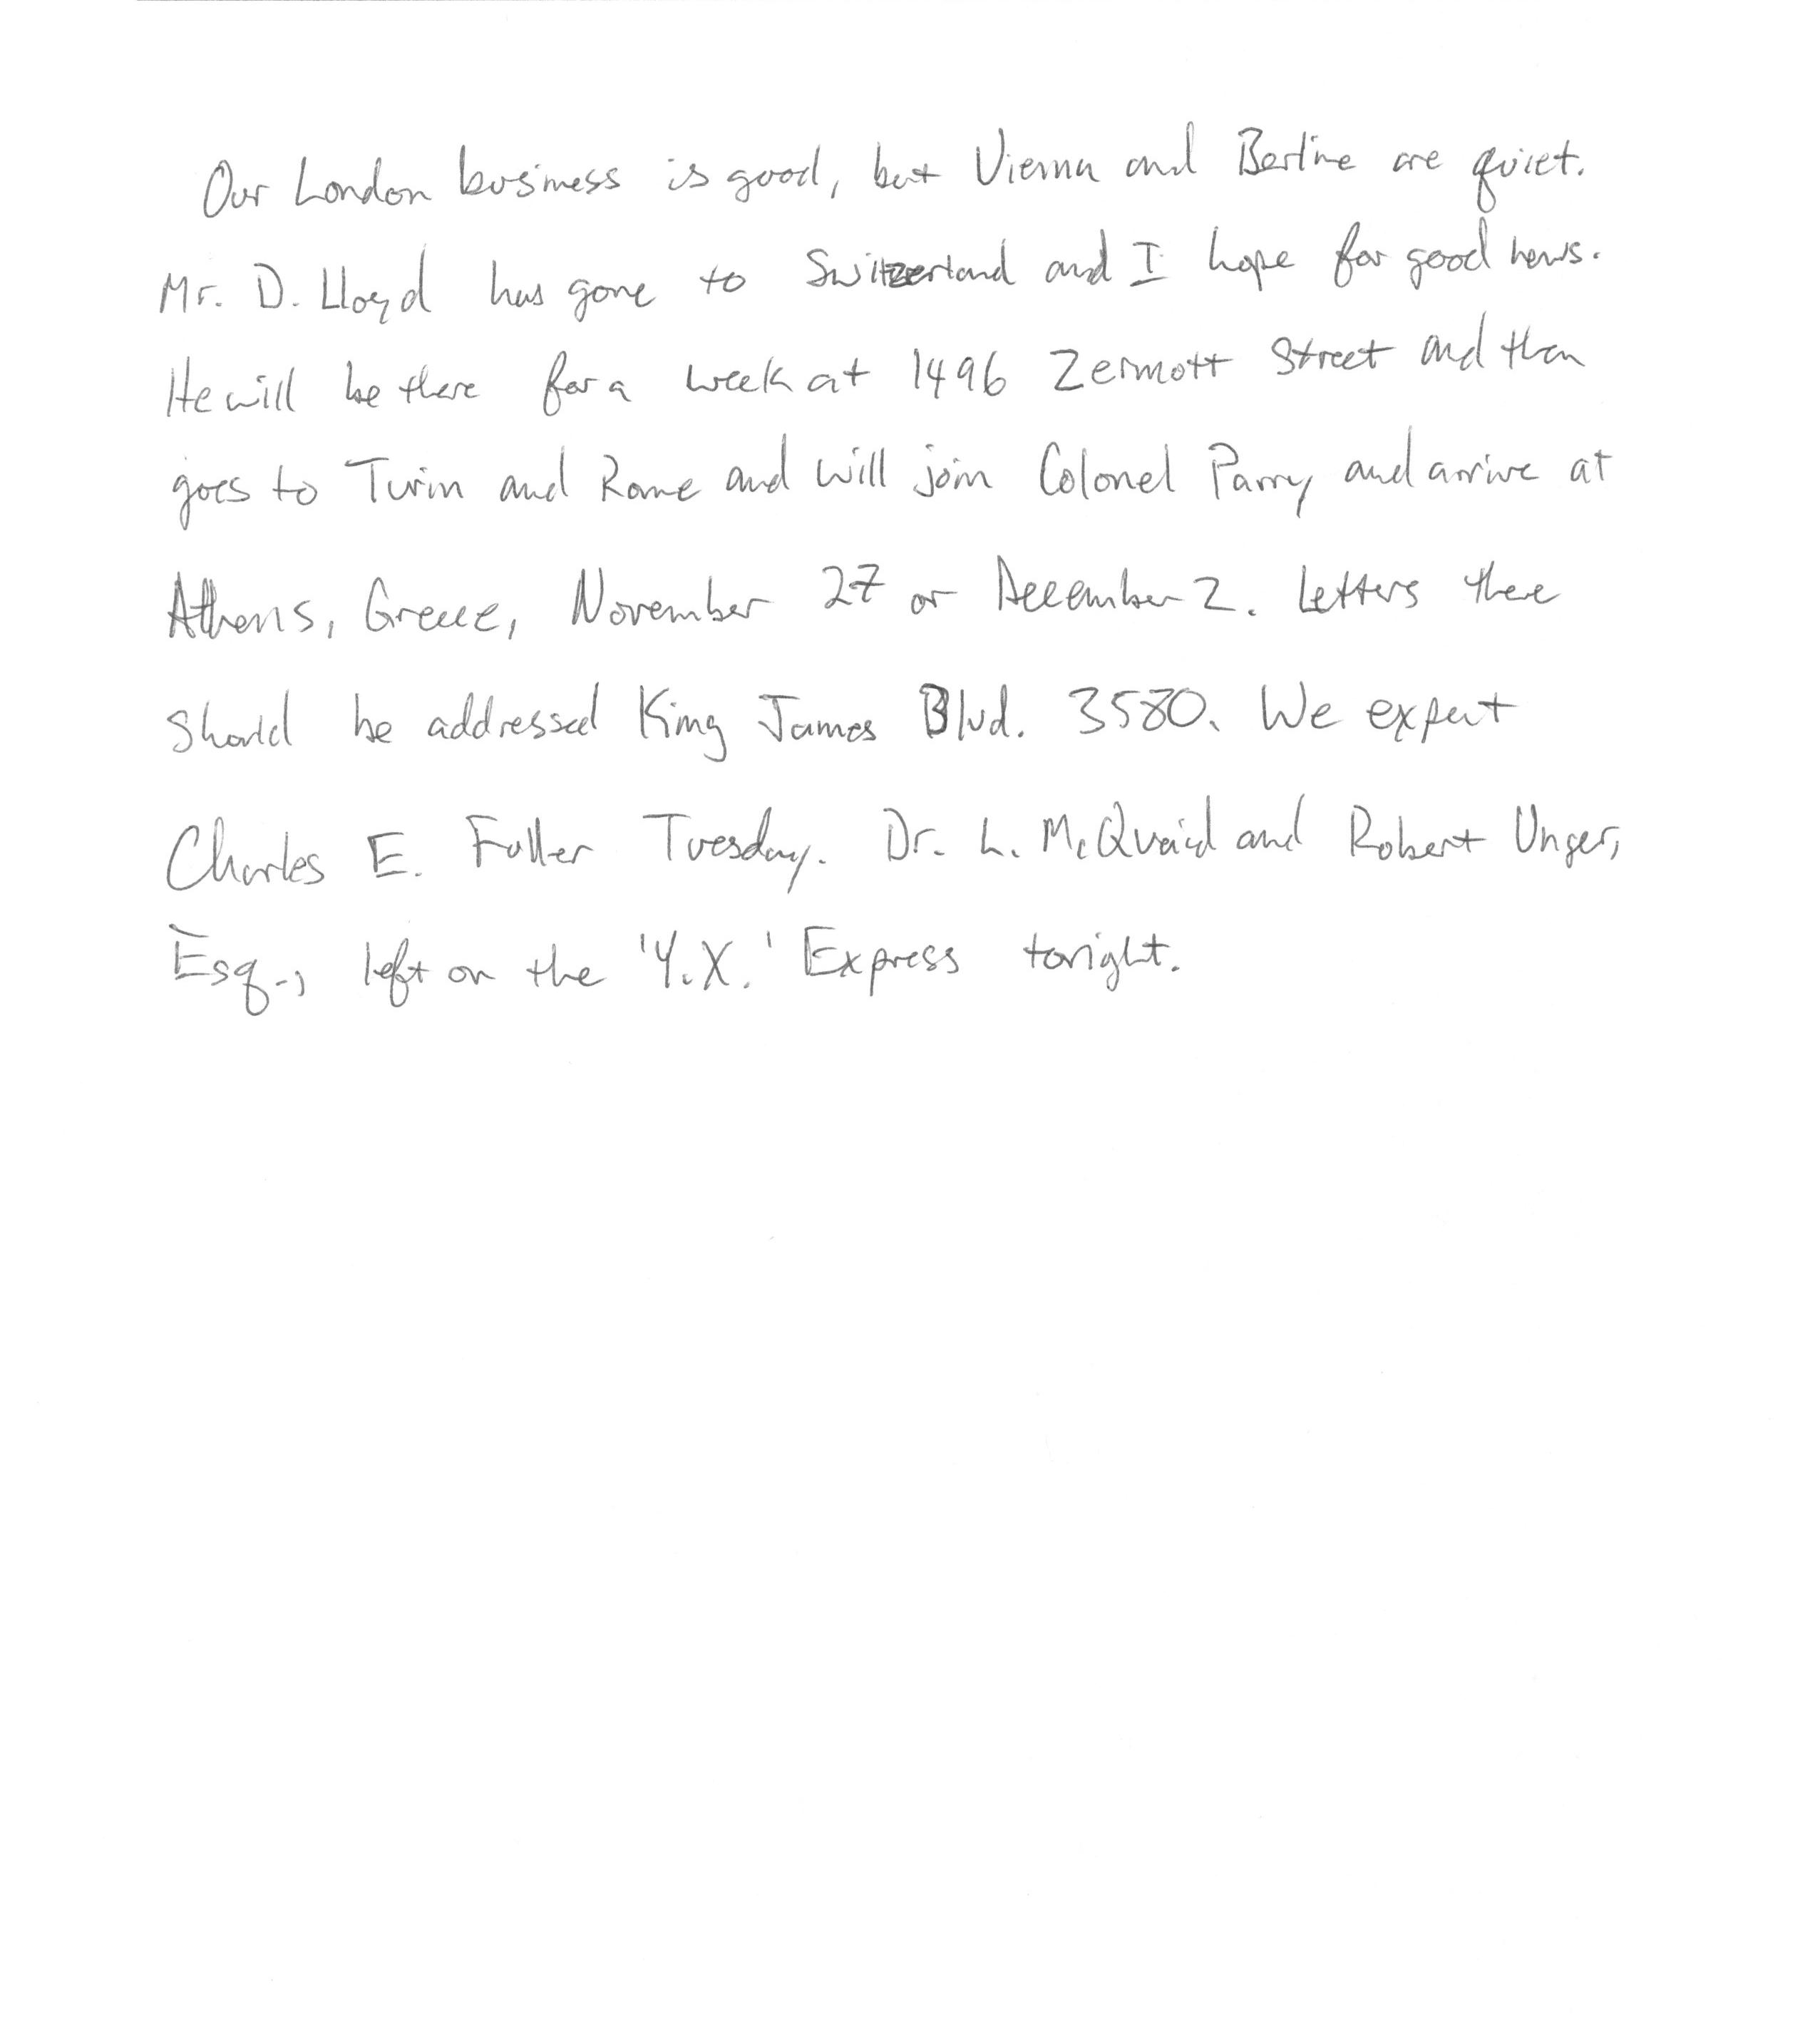 Our London business is good, but Vienna and Berline are quiet.
Mr. D. Lloyd has gone to Switzerland and I hope for good news.
He will be there for a week at 1496 Zermott Street and then
goes to Turin and Rome and will join Colonel Parry and arrive at
Athens, Greece, November 27 or December 2. Letters there
should be addressed King James Blvd. 3580. We expect
Charles E. Fuller Tuesday. Dr. L. McQuaid and Robert Unger,
Esq., left on the 'Y.X.' Express tonight.